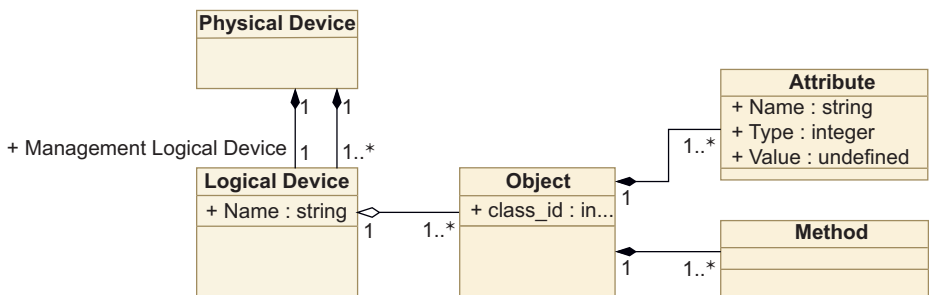 Physical Device
1
1
+ Management Logical Device
1
1..*
Logical Device
+ Name : string
1
1..*
Object
+ class_id : in...
1
1..*
Attribute
+ Name : string
+ Type : integer
+ Value : undefined
1
1..*
Method